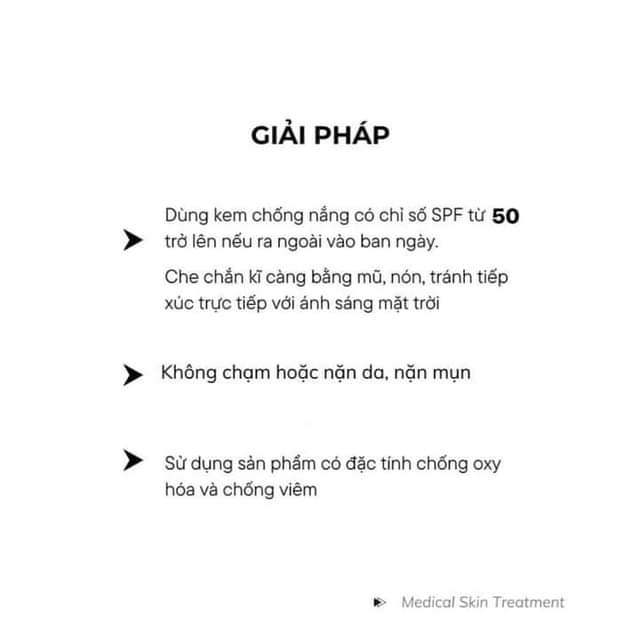 GIẢI PHÁP
Dùng kem chống nắng có chỉ số SPF từ 50
trở lên nếu ra ngoài vào ban ngày.
Che chắn kĩ càng bằng mũ, nón, tránh tiếp
xúc trực tiếp với ánh sáng mặt trời
Không chạm hoặc nặn da, nặn mụn
Sử dụng sản phẩm có đặc tính chống oxy
hóa và chống viêm
Medical Skin Treatment